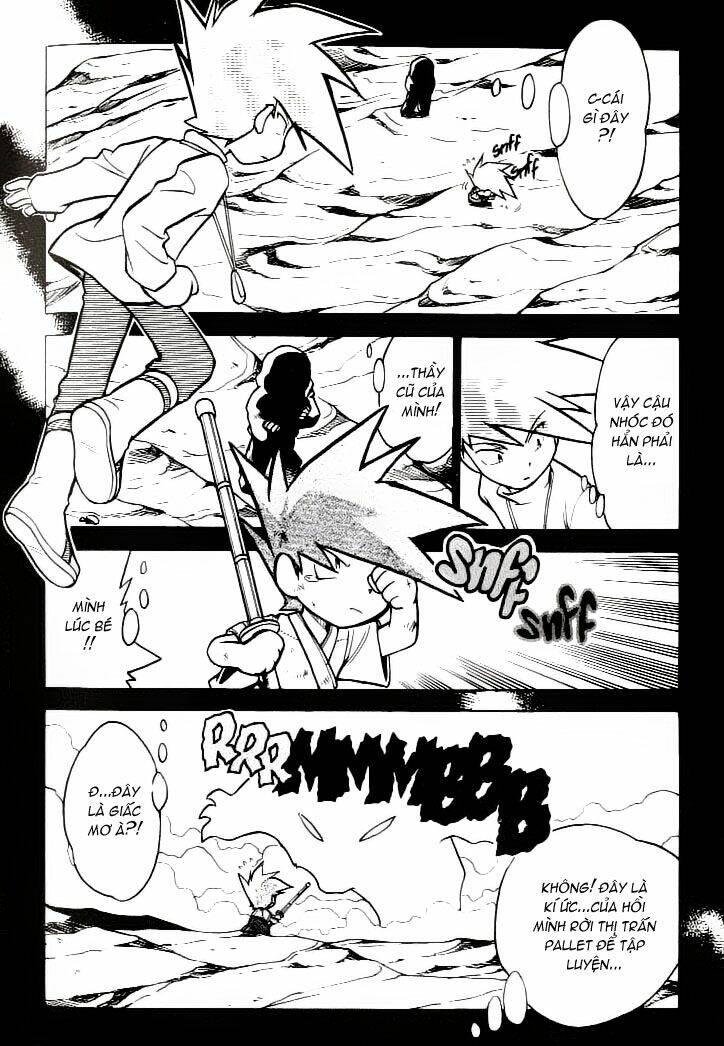 C-CÁI
GÌ ĐÂY
?!
SNFF
SNFF
...THẦY
CŨ CỦA
MÌNH!
VẬY CẬU
NHÓC ĐÓ
HẲN PHẢI
LÀ...
SNFF
SNFF
MÌNH
LÚC BÉ
!!
RRRMMMMBBB
Đ...ĐÂY
LÀ GIẤC
MƠ À?!
KHÔNG! ĐÂY LÀ
KÍ ỨC...CỦA HỒI
MÌNH RỜI THỊ TRẤN
PALLET ĐỂ TẬP
LUYỆN...